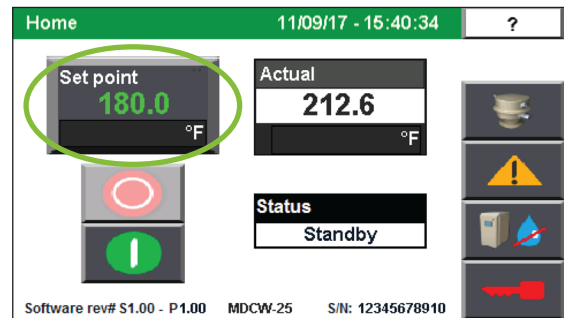 Home 11/09/17 - 15:40:34 ?
Set point
180.0
°F
Actual
212.6
°F
Status
Standby
Software rev# S1.00 - P1.00 MDCW-25 S/N: 12345678910